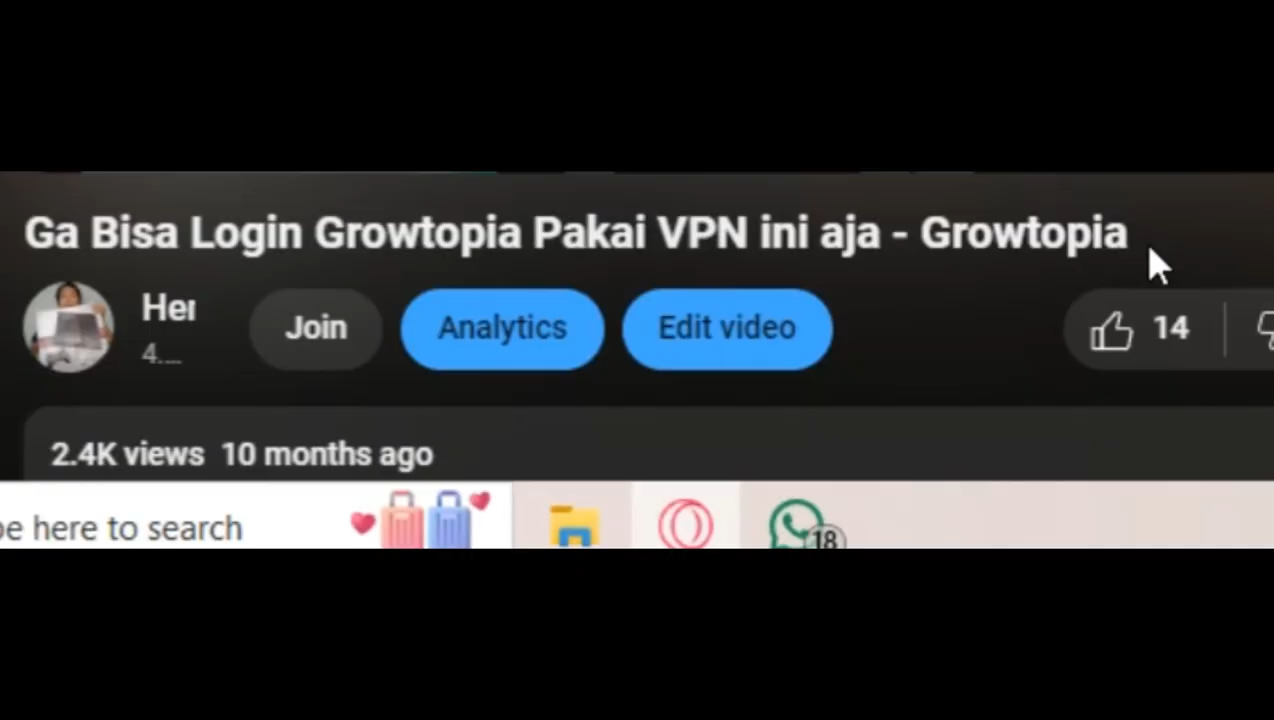 Ga Bisa Login Growtopia Pakai VPN ini aja - Growtopia
Join
Analytics
Edit video
14
4....
2.4K views 10 months ago
here to search
18